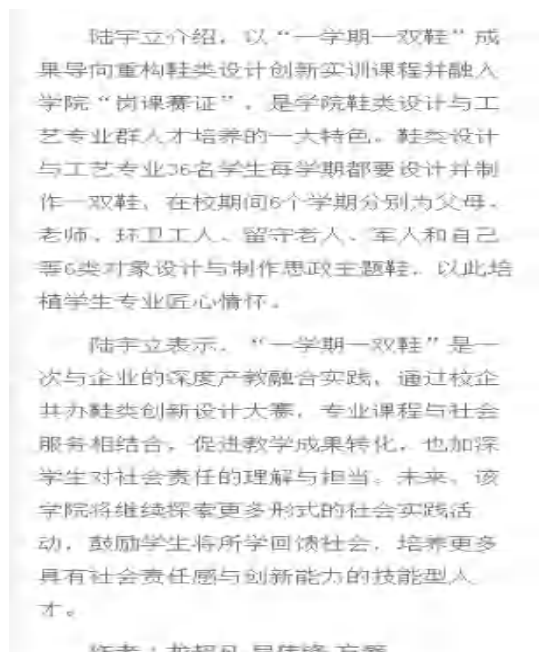 陆宇立介绍，以“一学期一双鞋”成
果导向重构鞋类设计创新实训课程并融入
学院“岗课赛证”，是学院鞋类设计与工
艺专业群人才培养的一大特色。鞋类设计
与工艺专业36名学生每学期都要设计并制
作一双鞋，在校期间6个学期分别为父母、
老师、环卫工人、留守老人、军人和自己
等6类对象设计与制作思政主题鞋，以此培
植学生专业匠心情怀。
陆宇立表示，“一学期一双鞋”是一
次与企业的深度产教融合实践，通过校企
共办鞋类创新设计大赛，专业课程与社会
服务相结合，促进教学成果转化，也加深
学生对社会责任的理解与担当。未来，该
学院将继续探索更多形式的社会实践活
动，鼓励学生将所学回馈社会，培养更多
具有社会责任感与创新能力的技能型人
才。